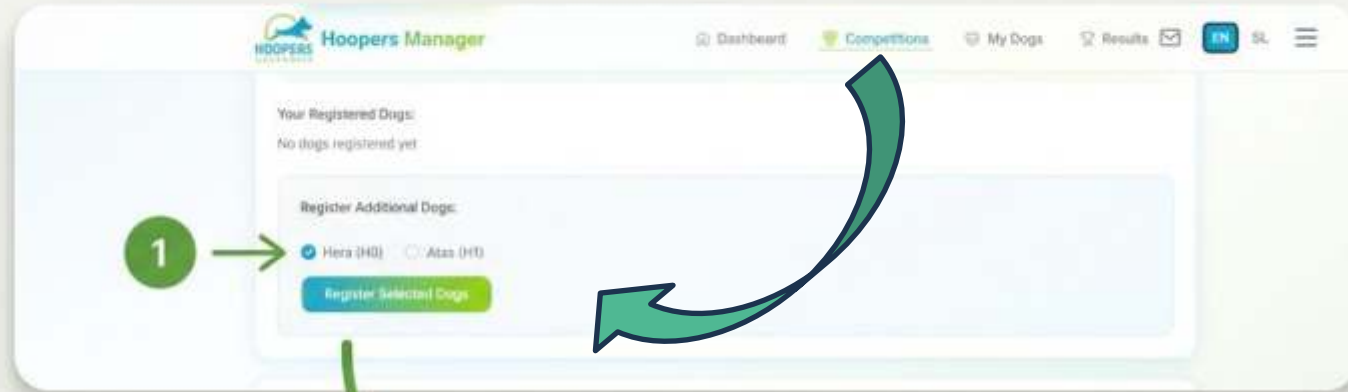 HOOPERS
Hoopers Manager
Dashboard
Competitions
My Dogs
Results
EN
SL
Your Registered Dogs:
No dogs registered yet
Register Additional Dogs:
1
Hera (H0)
Atas (H1)
Register Selected Dogs